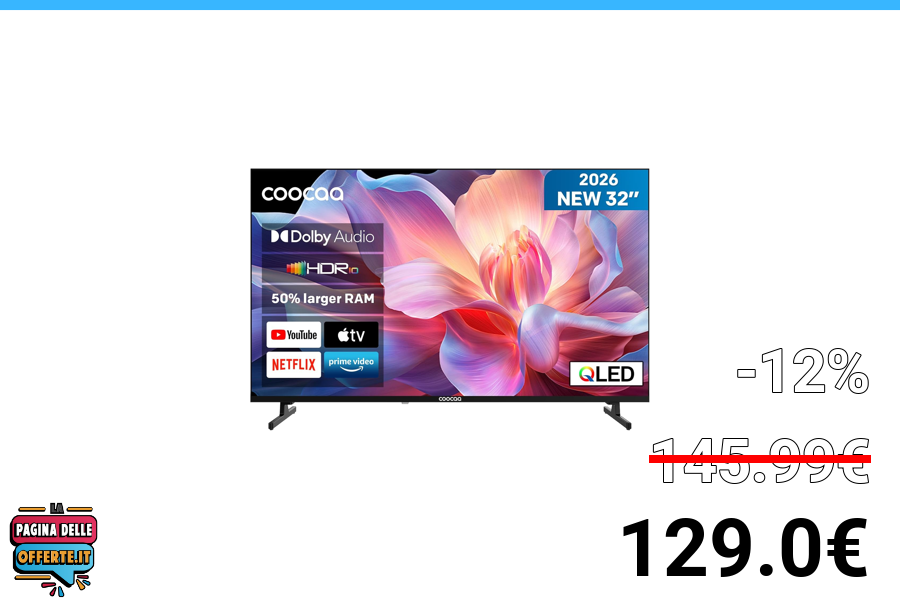 coocaa
2026
NEW 32"
Dolby Audio
HDR10
50% larger RAM
YouTube
tv
NETFLIX
prime video
QLED
coocaa
-12%
145.99€
129.0€
LA
PAGINA DELLE
OFFERTE.IT